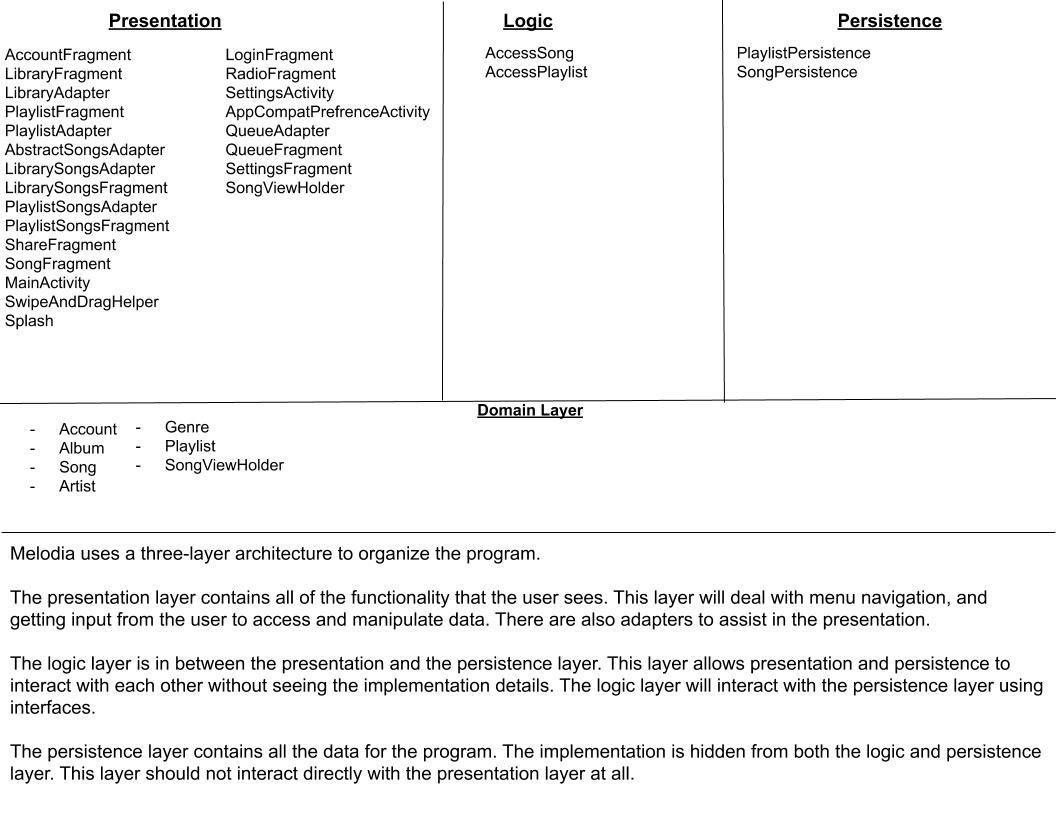 Presentation
AccountFragment
LibraryFragment
LibraryAdapter
PlaylistFragment
PlaylistAdapter
AbstractSongsAdapter
LibrarySongsAdapter
LibrarySongsFragment
PlaylistSongsAdapter
PlaylistSongsFragment
ShareFragment
SongFragment
MainActivity
SwipeAndDragHelper
Splash
LoginFragment
RadioFragment
SettingsActivity
AppCompatPrefrenceActivity
QueueAdapter
QueueFragment
SettingsFragment
SongViewHolder
Logic
AccessSong
AccessPlaylist
Persistence
PlaylistPersistence
SongPersistence
Domain Layer
- Account
- Album
- Song
- Artist
- Genre
- Playlist
- SongViewHolder
Melodia uses a three-layer architecture to organize the program.
The presentation layer contains all of the functionality that the user sees. This layer will deal with menu navigation, and
getting input from the user to access and manipulate data. There are also adapters to assist in the presentation.
The logic layer is in between the presentation and the persistence layer. This layer allows presentation and persistence to
interact with each other without seeing the implementation details. The logic layer will interact with the persistence layer using
interfaces.
The persistence layer contains all the data for the program. The implementation is hidden from both the logic and persistence
layer. This layer should not interact directly with the presentation layer at all.